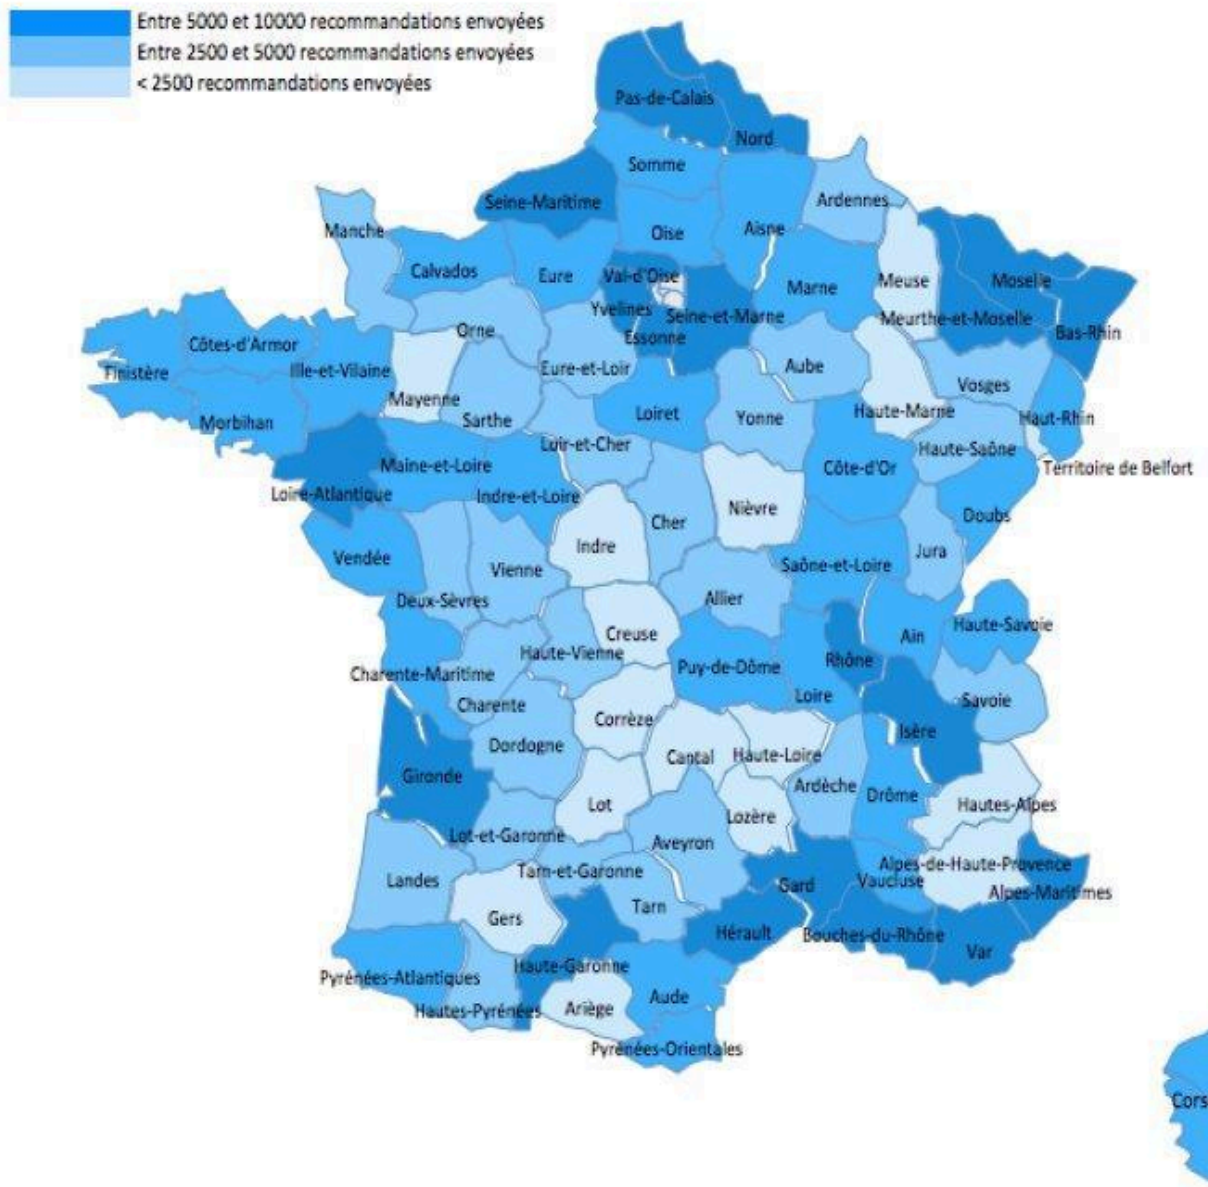 Entre 5000 et 10000 recommandations envoyées
Entre 2500 et 5000 recommandations envoyées
< 2500 recommandations envoyées
Pas-de-Calais
Nord
Somme
Seine-Maritime
Ardennes
Manche
Oise
Aisne
Calvados
Eure
Val-d'Oise
Meuse
Moselle
Marne
Yvelines
Seine-et-Marne
Meurthe-et-Moselle
Orne
Essonne
Bas-Rhin
Côtes-d'Armor
Finistère
Ille-et-Vilaine
Eure-et-Loir
Aube
Vosges
Mayenne
Morbihan
Sarthe
Loiret
Yonne
Haute-Marne
Haut-Rhin
Loir-et-Cher
Haute-Saône
Maine-et-Loire
Côte-d'Or
Territoire de Belfort
Loire-Atlantique
Indre-et-Loire
Nièvre
Cher
Doubs
Vendée
Indre
Vienne
Saône-et-Loire
Jura
Deux-Sèvres
Allier
Creuse
Ain
Haute-Savoie
Haute-Vienne
Puy-de-Dôme
Rhône
Charente-Maritime
Loire
Charente
Savoie
Corrèze
Isère
Dordogne
Cantal
Haute-Loire
Gironde
Ardèche
Drôme
Lot
Hautes-Alpes
Lozère
Lot-et-Garonne
Aveyron
Alpes-de-Haute-Provence
Tarn-et-Garonne
Landes
Gard
Vaucluse
Alpes-Maritimes
Gers
Tarn
Hérault
Bouches-du-Rhône
Var
Haute-Garonne
Pyrénées-Atlantiques
Hautes-Pyrénées
Ariège
Aude
Pyrénées-Orientales
Cors